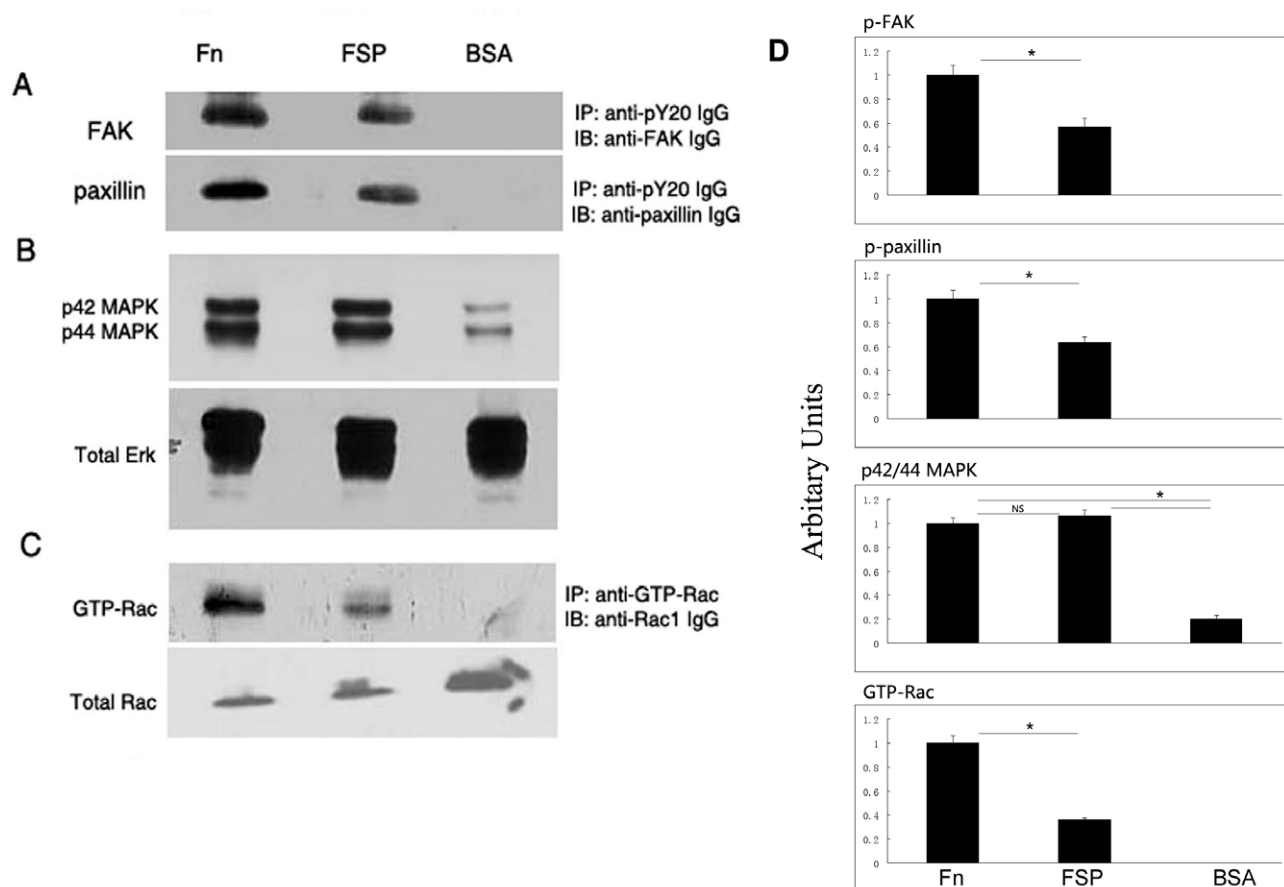 Fn FSP BSA
A
FAK
IP: anti-pY20 IgG
IB: anti-FAK IgG
paxillin
IP: anti-pY20 IgG
IB: anti-paxillin IgG
B
p42 MAPK
p44 MAPK
Total Erk
C
GTP-Rac
IP: anti-GTP-Rac
IB: anti-Rac1 IgG
Total Rac
D
Arbitary Units
p-FAK
1.2
1
0.8
0.6
0.4
0.2
0
*
p-paxillin
1.2
1
0.8
0.6
0.4
0.2
0
*
p42/44 MAPK
1.2
1
0.8
0.6
0.4
0.2
0
NS
*
GTP-Rac
1.2
1
0.8
0.6
0.4
0.2
0
*
Fn FSP BSA